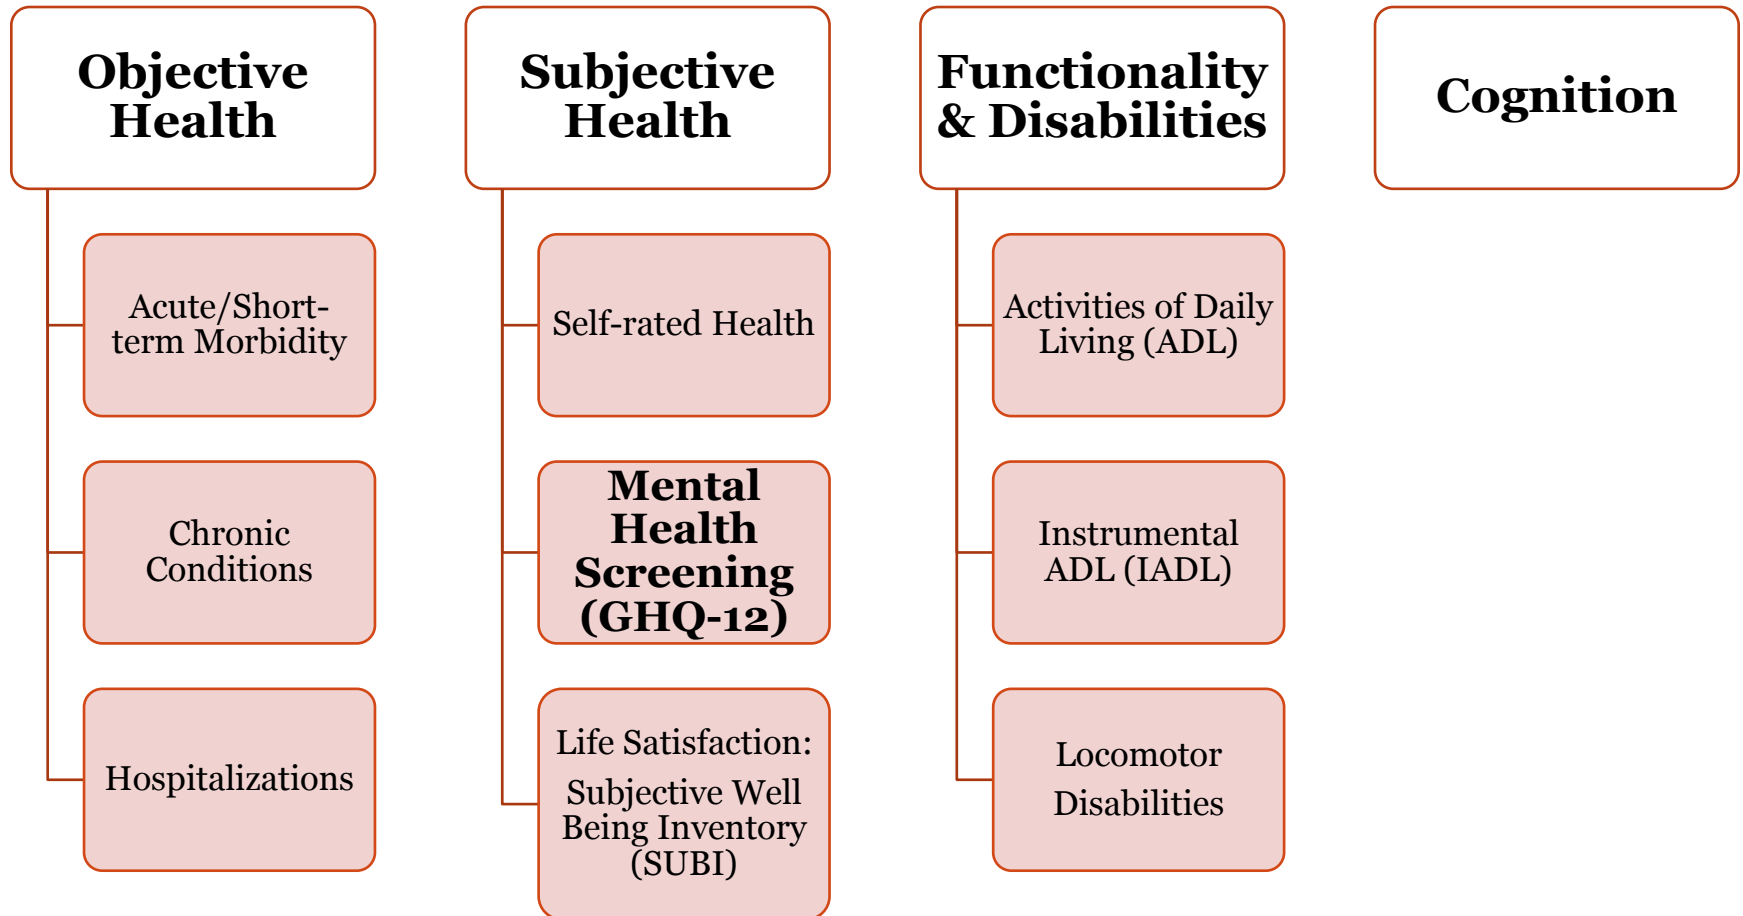 Objective
Health
Acute/Short-
term Morbidity
Chronic
Conditions
Hospitalizations
Subjective
Health
Self-rated Health
Mental
Health
Screening
(GHQ-12)
Life Satisfaction:
Subjective Well
Being Inventory
(SUBI)
Functionality
& Disabilities
Activities of Daily
Living (ADL)
Instrumental
ADL (IADL)
Locomotor
Disabilities
Cognition